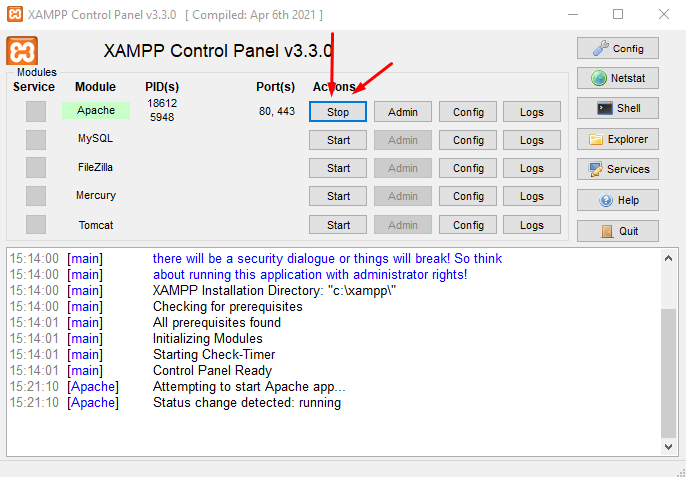 XAMPP Control Panel v3.3.0 [ Compiled: Apr 6th 2021 ]
XAMPP Control Panel v3.3.0
Config
Modules
Service Module PID(s) Port(s) Actions
Netstat
Apache 18612 5948 80, 443 Stop Admin Config Logs
Shell
MySQL Start Admin Config Logs
Explorer
FileZilla Start Admin Config Logs
Services
Mercury Start Admin Config Logs
Help
Tomcat Start Admin Config Logs
Quit
15:14:00 [main] there will be a security dialogue or things will break! So think
15:14:00 [main] about running this application with administrator rights!
15:14:00 [main] XAMPP Installation Directory: "c:\xampp\"
15:14:00 [main] Checking for prerequisites
15:14:01 [main] All prerequisites found
15:14:01 [main] Initializing Modules
15:14:01 [main] Starting Check-Timer
15:14:01 [main] Control Panel Ready
15:21:10 [Apache] Attempting to start Apache app...
15:21:10 [Apache] Status change detected: running